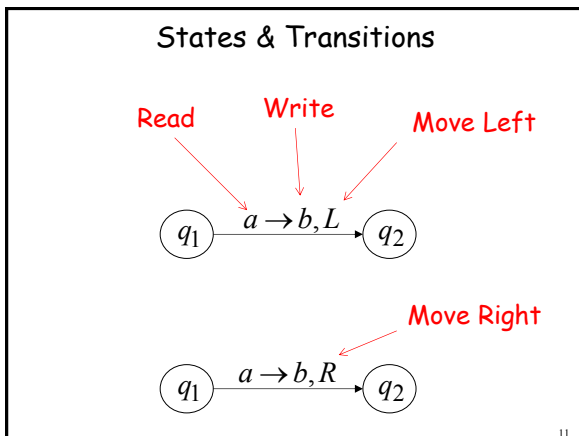 States & Transitions
Write
Read
Move Left
a → b, L
q1 q2
Move Right
a → b, R
q1 q2
11